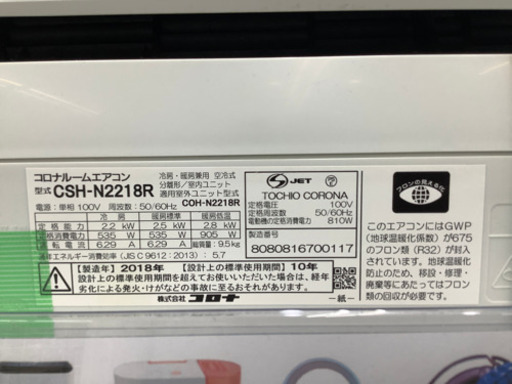 コロナルームエアコン
冷房・暖房兼用 空冷式
分離形/室内ユニット
型式 CSH-N2218R
適用室外ユニット型式
電源:単相 100V 周波数:50/60Hz COH-N2218R
冷房 暖房標準 暖房低温
定格能力 2.2 kW 2.5 kW 2.8 kW
定格消費電力 535 W 535 W 905 W
運転電流 6.29 A 6.29 A 総質量:9.5kg
通年エネルギー消費効率 (JIS C 9612:2013) : 5.7
【製造年】2018年 【設計上の標準使用期間】10年
設計上の標準使用期間を超えてお使いいただいた場合は、経年
劣化による発火・けがなどの事故に至るおそれがあります。
株式会社 コロナ
-紙-
JET
TOCHIO CORONA
定格電圧 100V
定格周波数 50/60Hz
電動機定格消費電力 810W
製造番号
8080816700117
フロンの見える化
このエアコンにはGWP
(地球温暖化係数)が675
のフロン類(R32)が封入
されています。地球温暖化
防止のため、移設・修理・
廃棄等にあたってはフロン
類の回収が必要です。